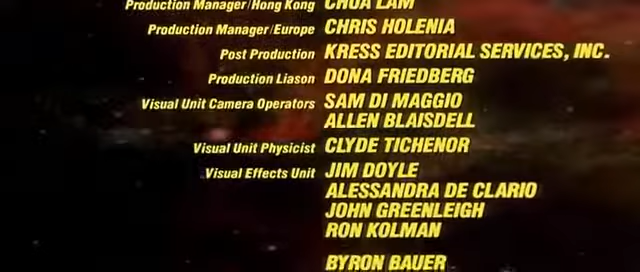 Production Manager/Hong Kong CHUA LAM
Production Manager/Europe CHRIS HOLENIA
Post Production KRESS EDITORIAL SERVICES, INC.
Production Liason DONA FRIEDBERG
Visual Unit Camera Operators SAM DI MAGGIO
ALLEN BLAISDELL
Visual Unit Physicist CLYDE TICHENOR
Visual Effects Unit JIM DOYLE
ALESSANDRA DE CLARIO
JOHN GREENLEIGH
RON KOLMAN
BYRON BAUER